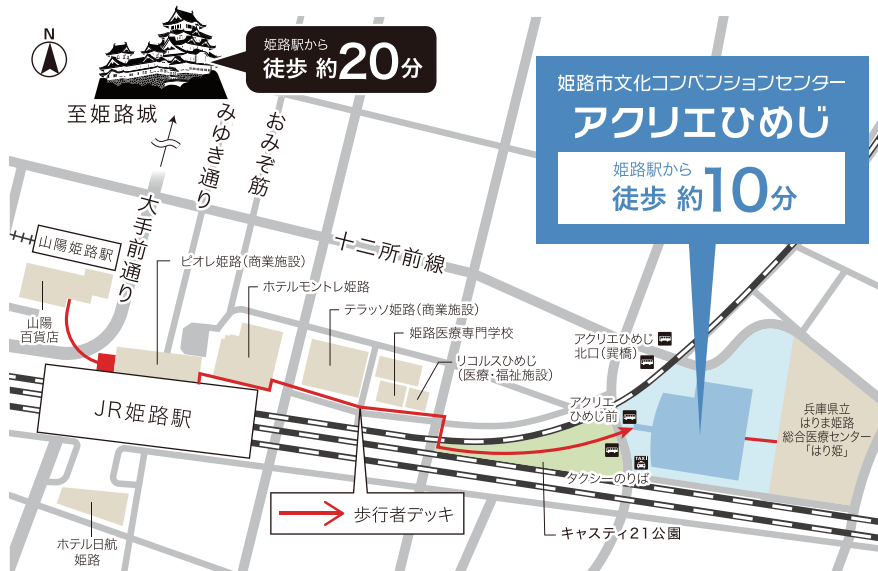 N
姫路駅から
徒歩 約20分
至姫路城
みゆき通り
おみぞ筋
大手前通り
十二所前線
姫路市文化コンベンションセンター
アクリエひめじ
姫路駅から
徒歩 約10分
山陽姫路駅
山陽
百貨店
ピオレ姫路(商業施設)
ホテルモントレ姫路
テラッソ姫路(商業施設)
姫路医療専門学校
リコルスひめじ
(医療・福祉施設)
アクリエひめじ
北口(巽橋)
アクリエ
ひめじ前
JR姫路駅
兵庫県立
はりま姫路
総合医療センター
「はり姫」
TAXI
タクシーのりば
歩行者デッキ
キャスティ21公園
ホテル日航
姫路